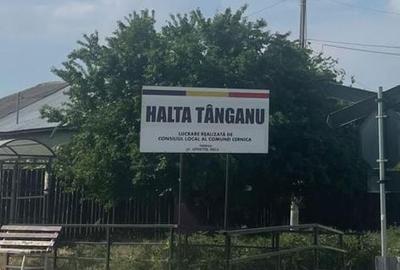 HALTA TÂNGANU
LUCRARE REALIZATĂ DE
CONSILIUL LOCAL AL COMUNEI CERNICA